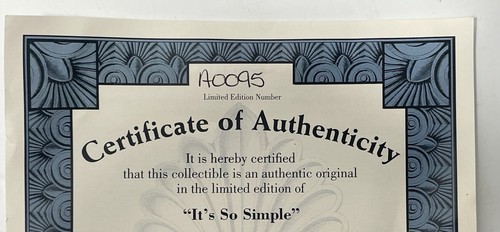 A0095
Limited Edition Number
Certificate of Authenticity
It is hereby certified
that this collectible is an authentic original
in the limited edition of
"It's So Simple"